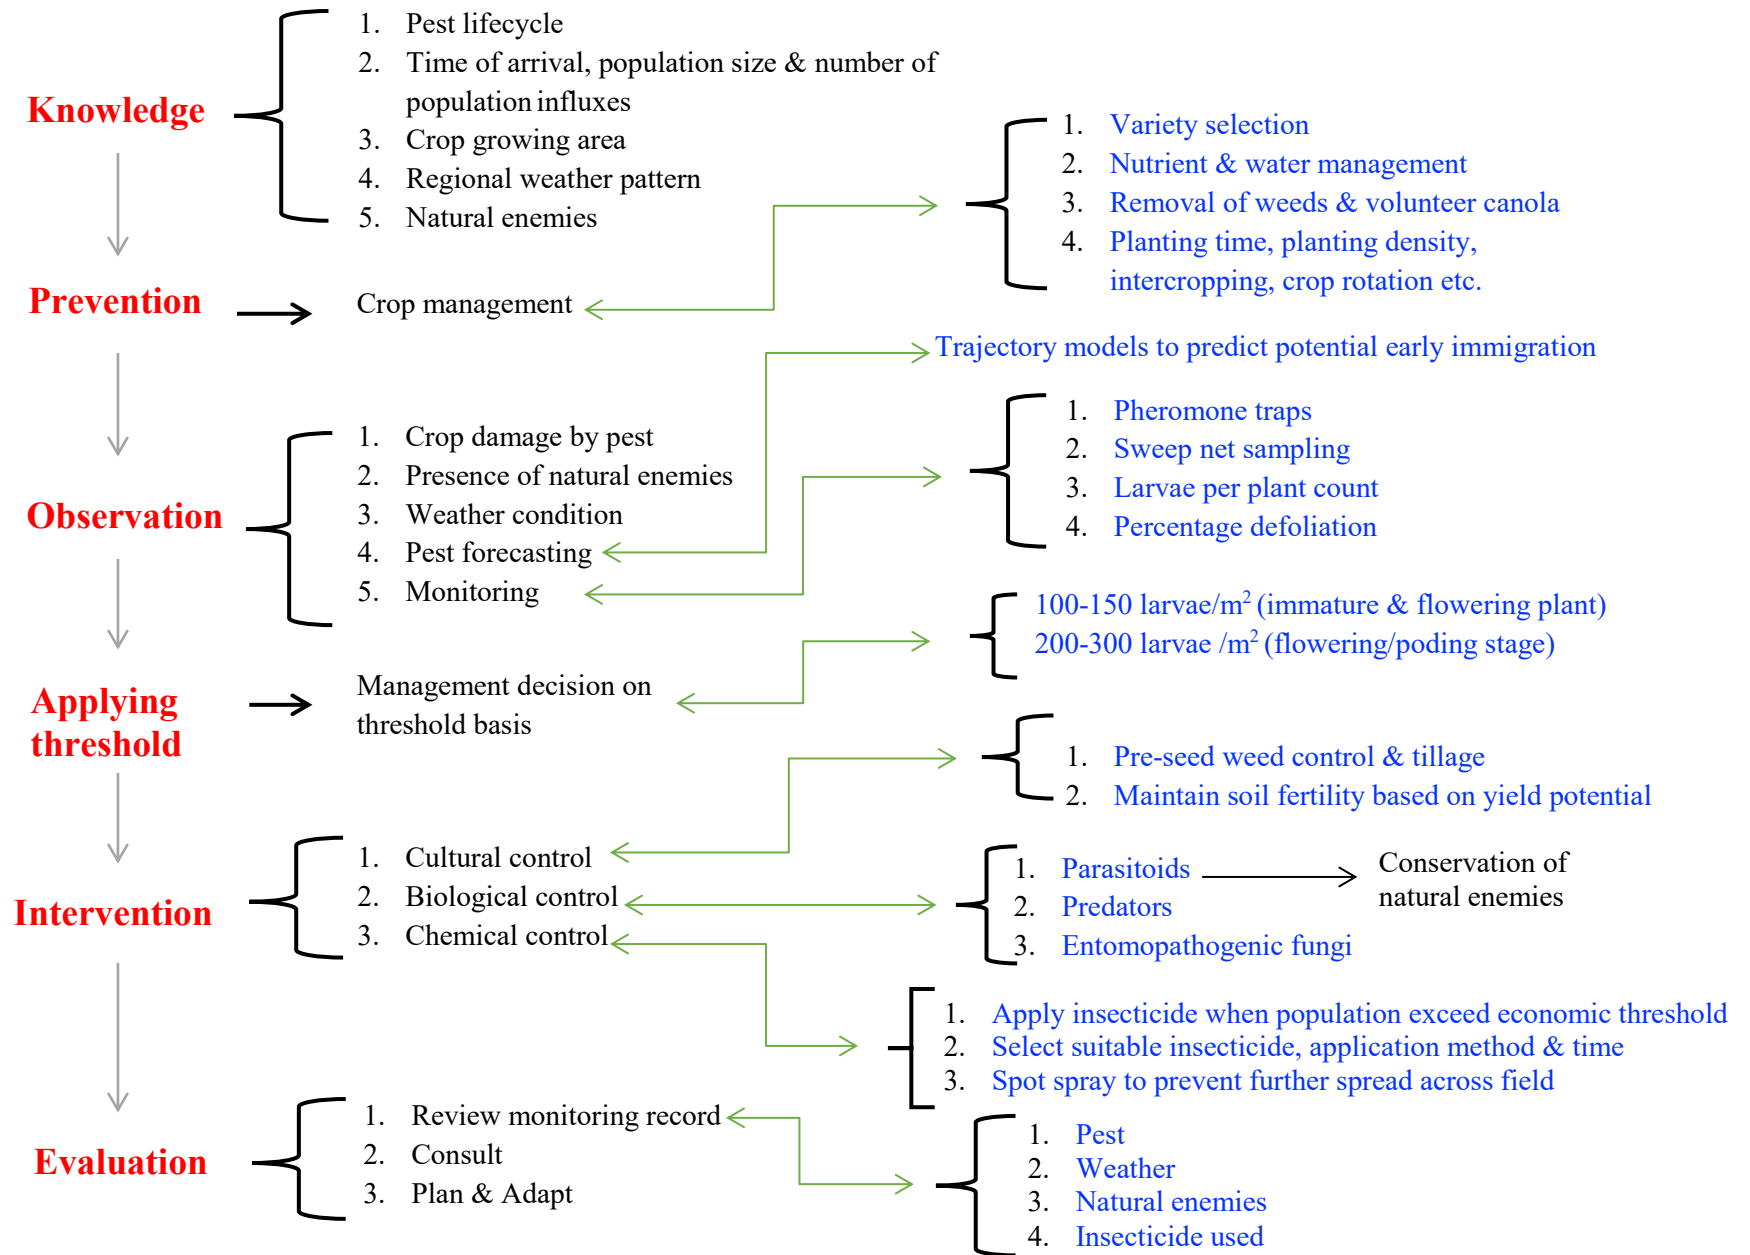 Knowledge
1. Pest lifecycle
2. Time of arrival, population size & number of
population influxes
3. Crop growing area
4. Regional weather pattern
5. Natural enemies
1. Variety selection
2. Nutrient & water management
3. Removal of weeds & volunteer canola
4. Planting time, planting density,
intercropping, crop rotation etc.
Prevention
Crop management
Trajectory models to predict potential early immigration
Observation
1. Crop damage by pest
2. Presence of natural enemies
3. Weather condition
4. Pest forecasting
5. Monitoring
1. Pheromone traps
2. Sweep net sampling
3. Larvae per plant count
4. Percentage defoliation
Applying
threshold
Management decision on
threshold basis
100-150 larvae/m² (immature & flowering plant)
200-300 larvae /m² (flowering/poding stage)
1. Pre-seed weed control & tillage
2. Maintain soil fertility based on yield potential
Intervention
1. Cultural control
2. Biological control
3. Chemical control
1. Parasitoids
2. Predators
3. Entomopathogenic fungi
Conservation of
natural enemies
1. Apply insecticide when population exceed economic threshold
2. Select suitable insecticide, application method & time
3. Spot spray to prevent further spread across field
Evaluation
1. Review monitoring record
2. Consult
3. Plan & Adapt
1. Pest
2. Weather
3. Natural enemies
4. Insecticide used